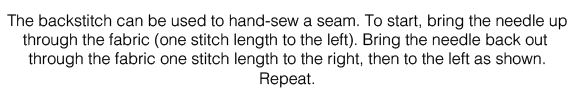 The backstitch can be used to hand-sew a seam. To start, bring the needle up
through the fabric (one stitch length to the left). Bring the needle back out
through the fabric one stitch length to the right, then to the left as shown.
Repeat.